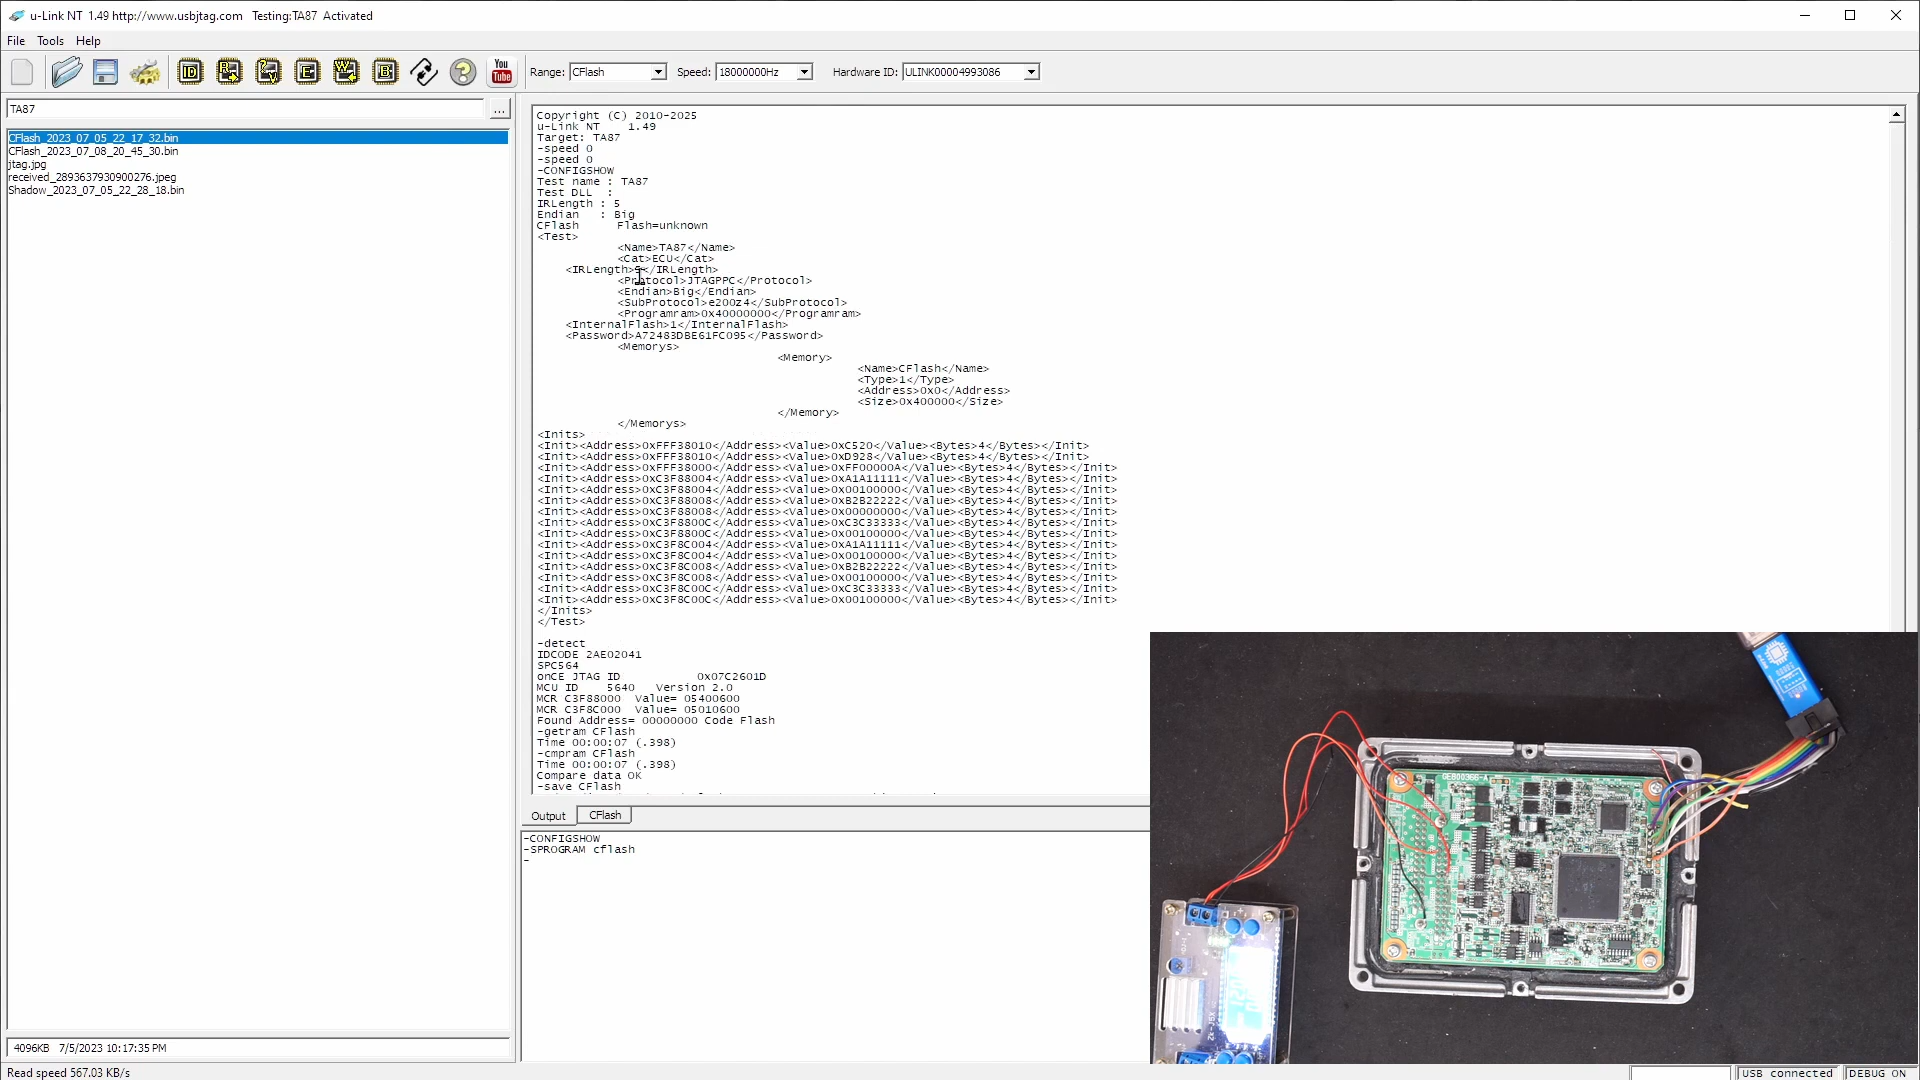 u-Link NT 1.49 http://www.usbjtag.com Testing:TA87 Activated
File Tools Help
ID R V E W B ? You Tube Range: CFlash Speed: 18000000Hz Hardware ID: ULINK00004993086
TA87 ...
CFlash_2023_07_05_22_17_32.bin
CFlash_2023_07_08_20_45_30.bin
jtag.jpg
received_2893637930900276.jpeg
Shadow_2023_07_05_22_28_18.bin
4096KB 7/5/2023 10:17:35 PM
Copyright (C) 2010-2025
u-Link NT 1.49
Target: TA87
-speed 0
-speed 0
-CONFIGSHOW
Test name : TA87
Test DLL :
IRLength : 5
Endian : Big
CFlash Flash=unknown
<Test>
<Name>TA87</Name>
<Cat>ECU</Cat>
<IRLength>5</IRLength>
<Protocol>JTAGPPC</Protocol>
<Endian>Big</Endian>
<SubProtocol>e200z4</SubProtocol>
<Programram>0x40000000</Programram>
<InternalFlash>1</InternalFlash>
<Password>A72483DBE61FC095</Password>
<Memorys>
<Memory>
<Name>CFlash</Name>
<Type>1</Type>
<Address>0x0</Address>
<Size>0x400000</Size>
</Memory>
</Memorys>
<Inits>
<Init><Address>0xFFF38010</Address><Value>0xC520</Value><Bytes>4</Bytes></Init>
<Init><Address>0xFFF38010</Address><Value>0xD928</Value><Bytes>4</Bytes></Init>
<Init><Address>0xFFF38000</Address><Value>0xFF00000A</Value><Bytes>4</Bytes></Init>
<Init><Address>0xC3F88004</Address><Value>0xA1A11111</Value><Bytes>4</Bytes></Init>
<Init><Address>0xC3F88004</Address><Value>0x00100000</Value><Bytes>4</Bytes></Init>
<Init><Address>0xC3F88008</Address><Value>0xB2B22222</Value><Bytes>4</Bytes></Init>
<Init><Address>0xC3F88008</Address><Value>0x00000000</Value><Bytes>4</Bytes></Init>
<Init><Address>0xC3F8800C</Address><Value>0xC3C33333</Value><Bytes>4</Bytes></Init>
<Init><Address>0xC3F8800C</Address><Value>0x00100000</Value><Bytes>4</Bytes></Init>
<Init><Address>0xC3F8C004</Address><Value>0xA1A11111</Value><Bytes>4</Bytes></Init>
<Init><Address>0xC3F8C004</Address><Value>0x00100000</Value><Bytes>4</Bytes></Init>
<Init><Address>0xC3F8C008</Address><Value>0xB2B22222</Value><Bytes>4</Bytes></Init>
<Init><Address>0xC3F8C008</Address><Value>0x00100000</Value><Bytes>4</Bytes></Init>
<Init><Address>0xC3F8C00C</Address><Value>0xC3C33333</Value><Bytes>4</Bytes></Init>
<Init><Address>0xC3F8C00C</Address><Value>0x00100000</Value><Bytes>4</Bytes></Init>
</Inits>
</Test>
-detect
IDCODE 2AE02041
SPC564
onCE JTAG ID 0x07C2601D
MCU ID 5640 Version 2.0
MCR C3F88000 Value= 05400600
MCR C3F8C000 Value= 05010600
Found Address= 00000000 Code Flash
-getram CFlash
Time 00:00:07 (.398)
-cmpram CFlash
Time 00:00:07 (.398)
Compare data OK
-save CFlash
Output CFlash
-CONFIGSHOW
-SPROGRAM cflash
-
GEB00366-A
Read speed 567.03 KB/s
USB connected DEBUG ON